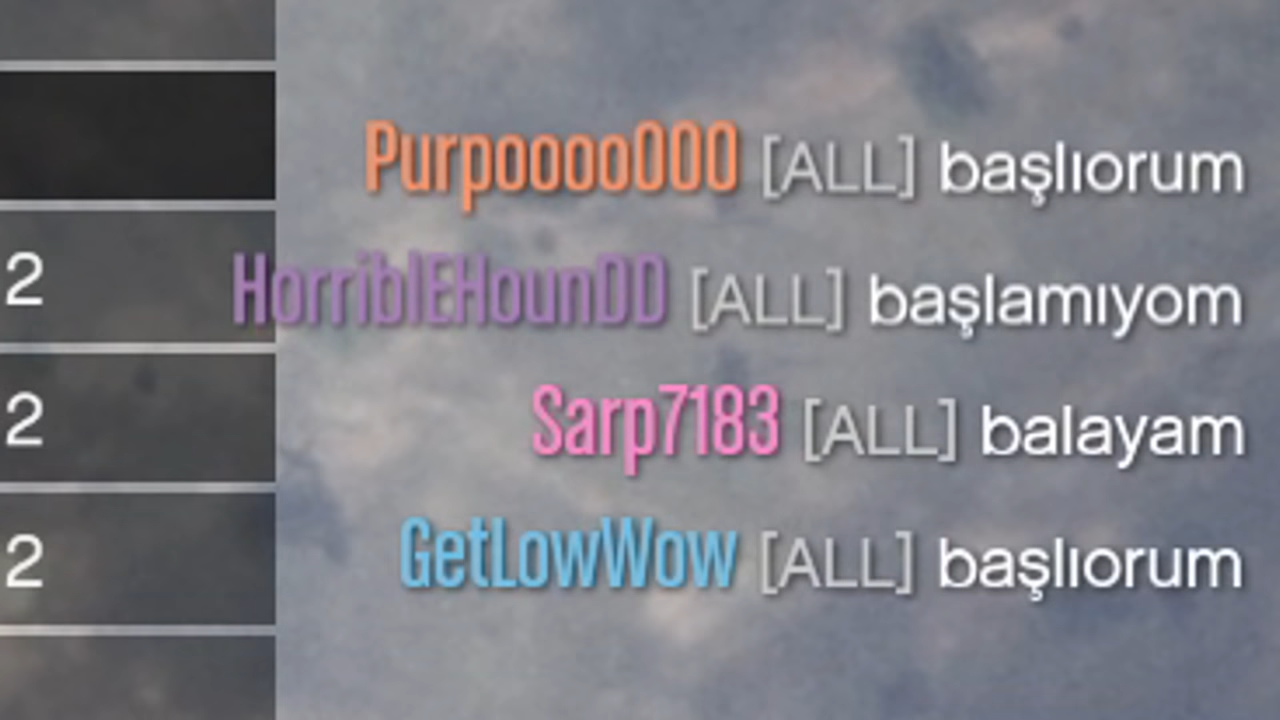 Purpoooo000 [ALL] başlıorum
2
HorriblEHounDD [ALL] başlamıyom
2
Sarp7183 [ALL] balayam
2
GetLowWow [ALL] başlıorum